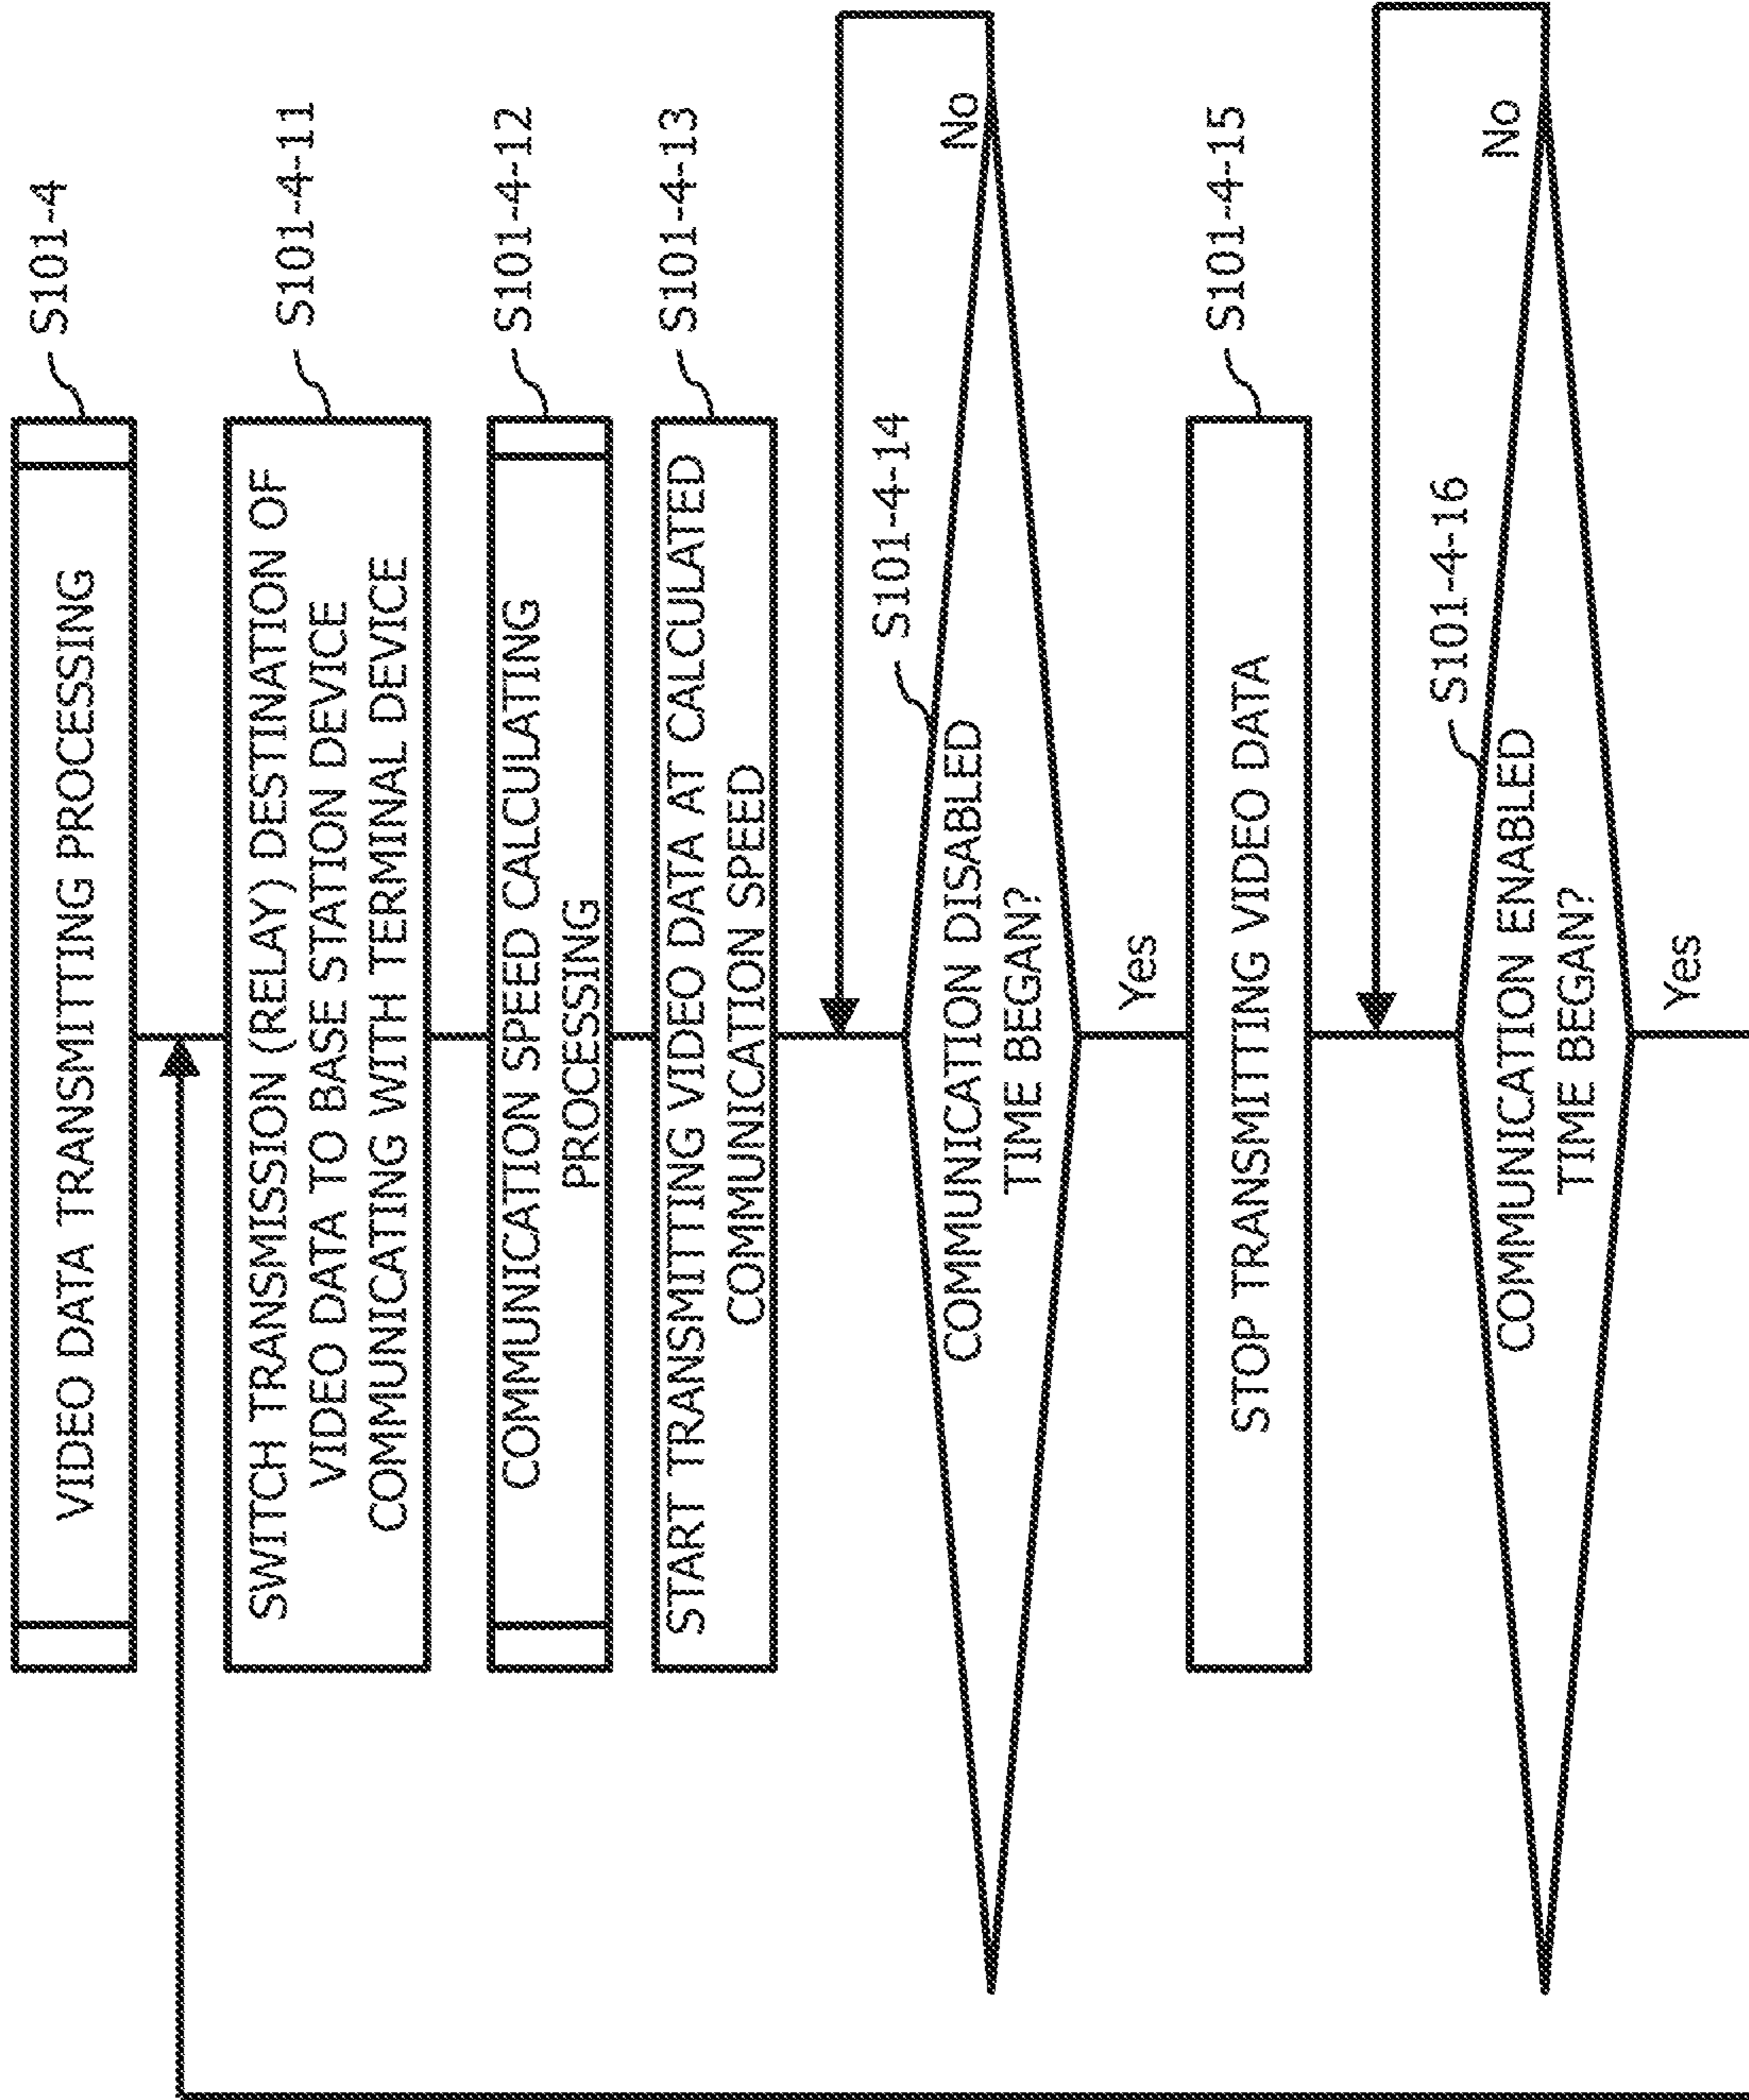 VIDEO DATA TRANSMITTING PROCESSING
S101-4
SWITCH TRANSMISSION (RELAY) DESTINATION OF
VIDEO DATA TO BASE STATION DEVICE
COMMUNICATING WITH TERMINAL DEVICE
S101-4-11
COMMUNICATION SPEED CALCULATING
PROCESSING
S101-4-12
START TRANSMITTING VIDEO DATA AT CALCULATED
COMMUNICATION SPEED
S101-4-13
S101-4-14
COMMUNICATION DISABLED
TIME BEGAN?
No
Yes
STOP TRANSMITTING VIDEO DATA
S101-4-15
S101-4-16
COMMUNICATION ENABLED
TIME BEGAN?
No
Yes